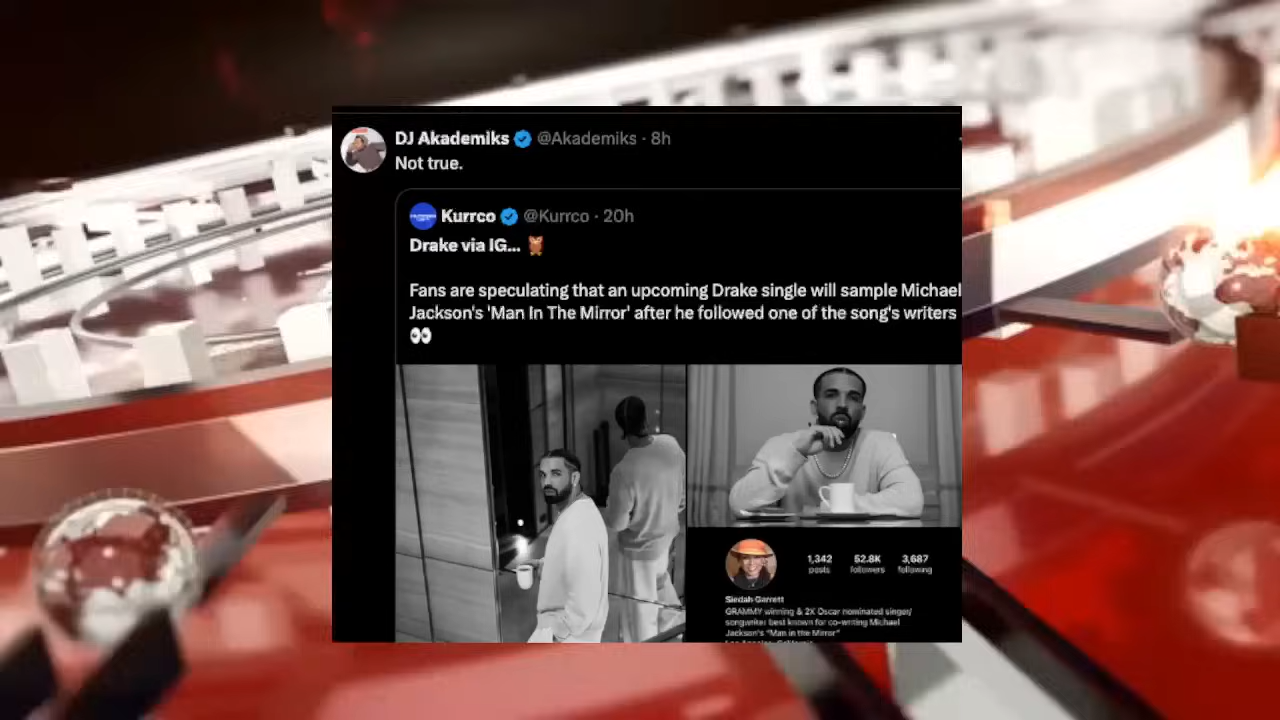 DJ Akademiks @Akademiks · 8h
Not true.
Kurrco @Kurrco · 20h
Drake via IG... 🦉
Fans are speculating that an upcoming Drake single will sample Michael
Jackson's 'Man In The Mirror' after he followed one of the song's writers
👀
1,342 52.8K 3,687
posts followers following
Siedah Garrett
GRAMMY winning & 2X Oscar nominated singer/
songwriter best known for co-writing Michael
Jackson's "Man in the Mirror"